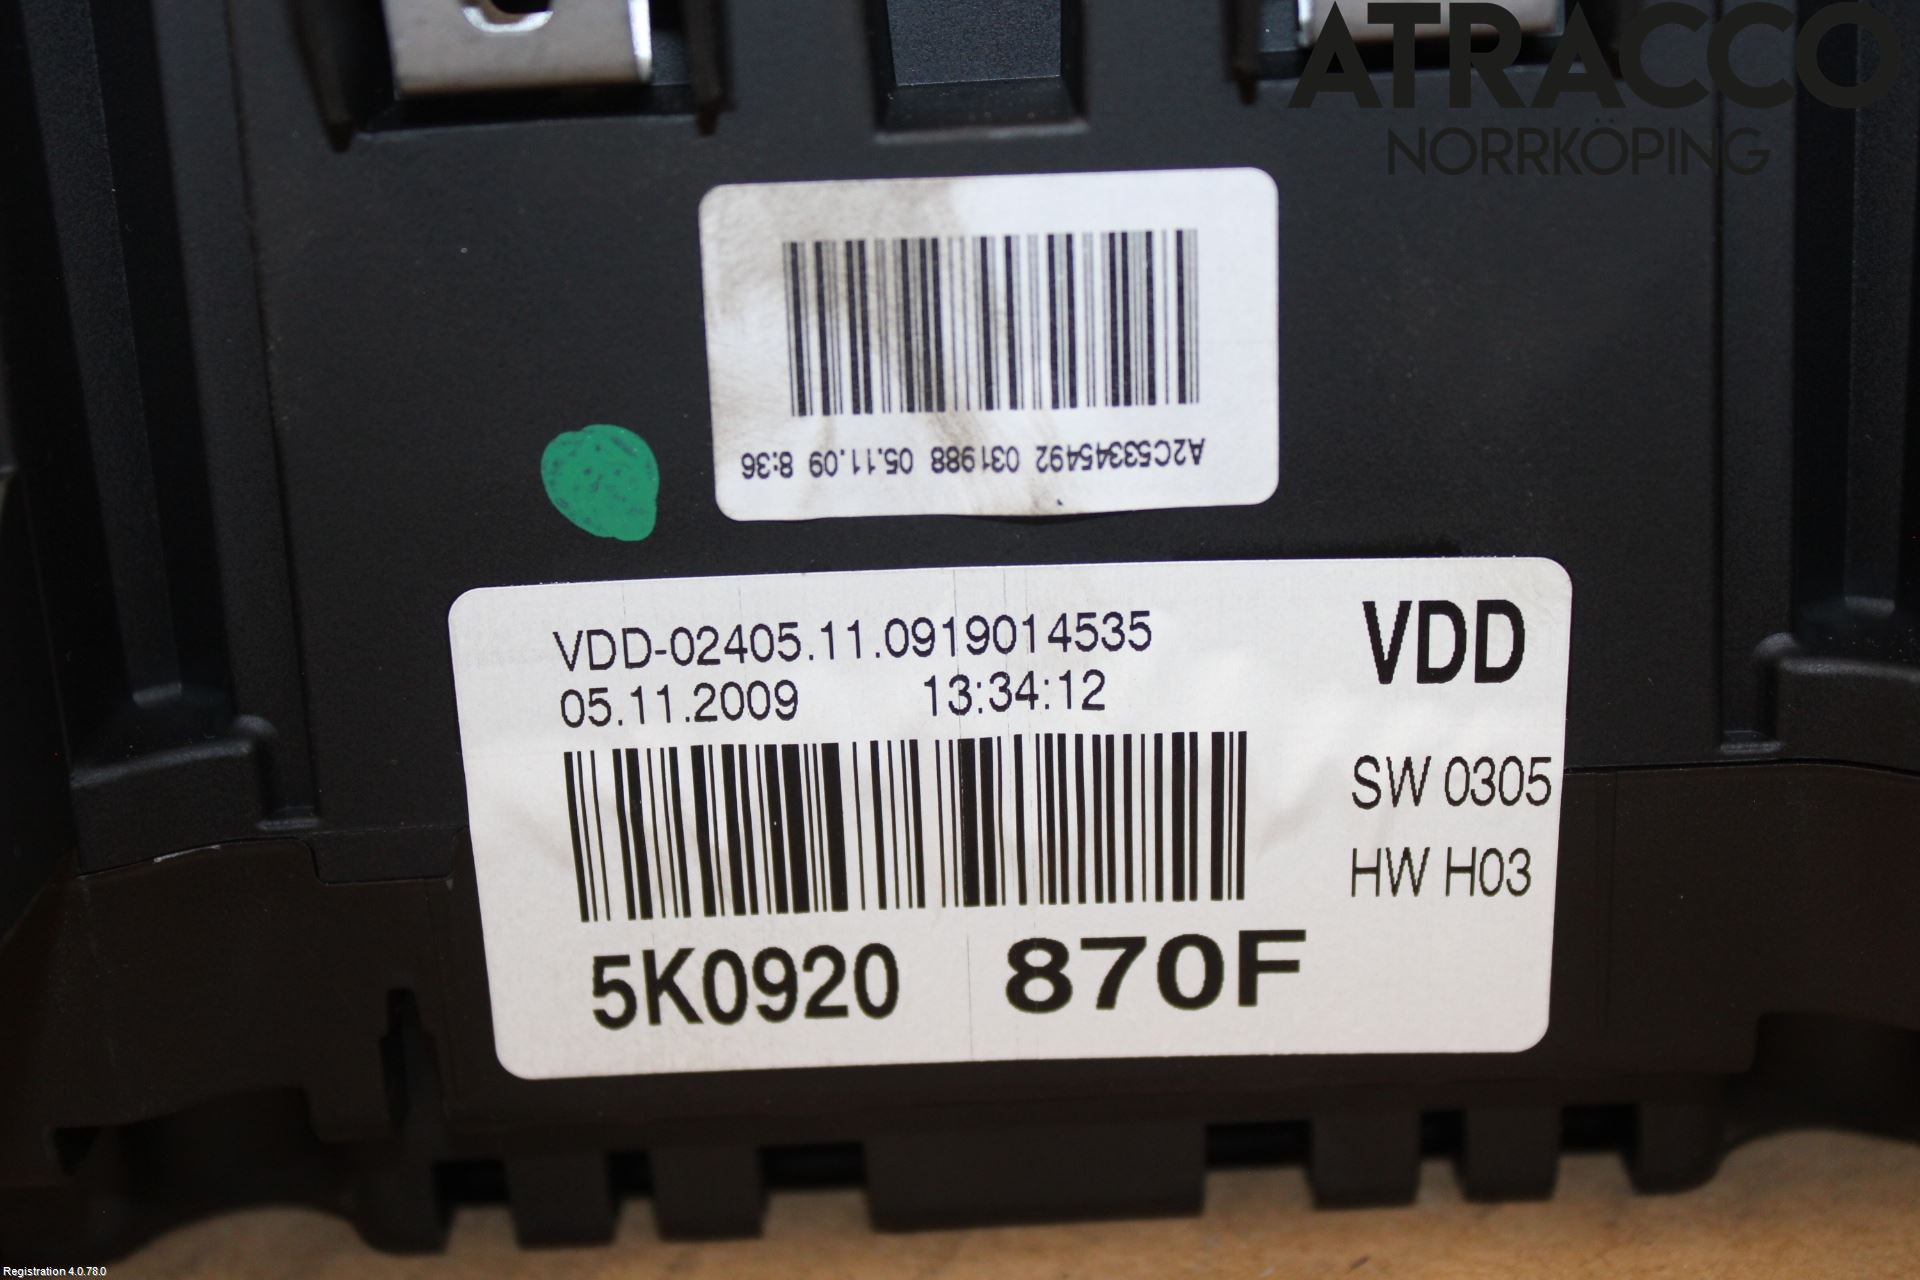 ATRACCO
NORRKÖPING
A2C53345492 031988 05.11.09 8:36
VDD-02405.11.0919014535
05.11.2009 13:34:12
VDD
SW 0305
HW H03
5K0920 870F
Registration 4.0.78.0